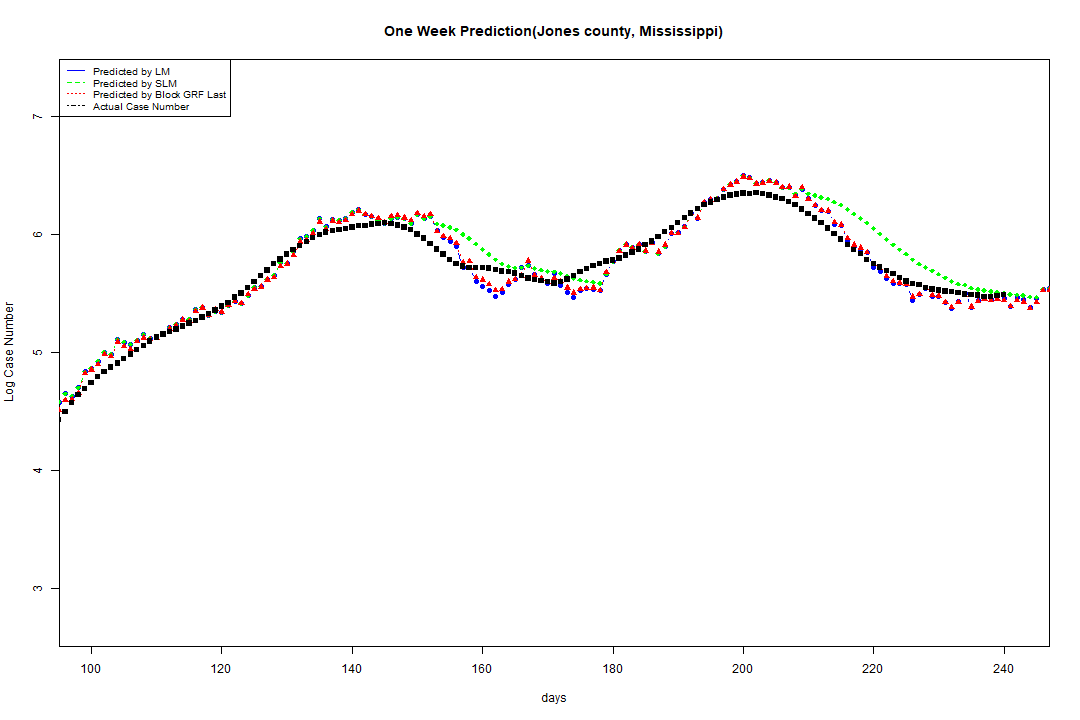 One Week Prediction(Jones county, Mississippi)
Predicted by LM
Predicted by SLM
Predicted by Block GRF Last
Actual Case Number
7
6
5
4
3
Log Case Number
100 120 140 160 180 200 220 240
days